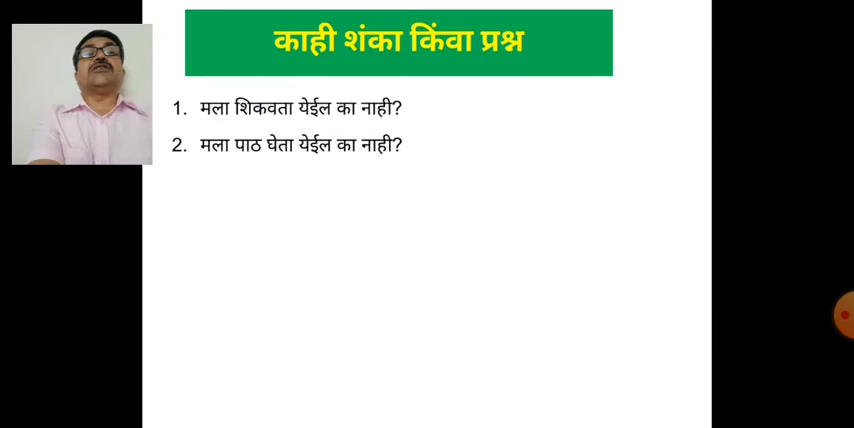 काही शंका किंवा प्रश्न
1. मला शिकवता येईल का नाही?
2. मला पाठ घेता येईल का नाही?